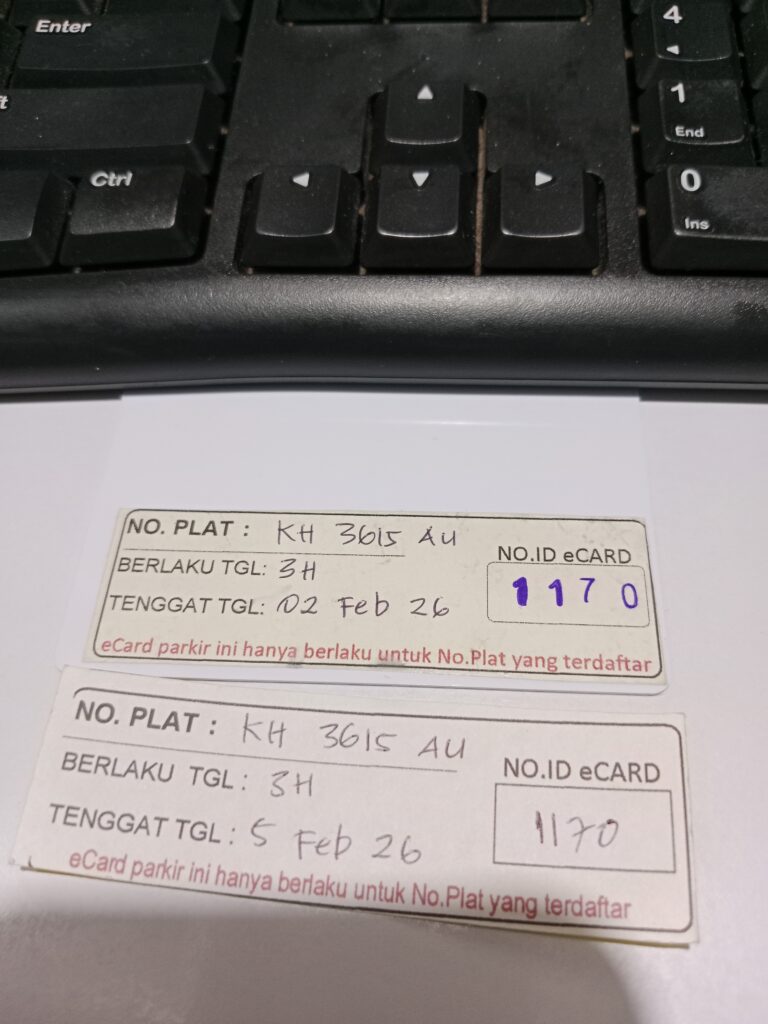 Enter
4
1
End
Ctrl
0
Ins
NO. PLAT : KH 3615 AU
BERLAKU TGL: 3H
TENGGAT TGL: 02 Feb 26
NO.ID eCARD
1170
eCard parkir ini hanya berlaku untuk No.Plat yang terdaftar
NO. PLAT : KH 3615 AU
BERLAKU TGL : 3H
TENGGAT TGL : 5 Feb 26
NO.ID eCARD
1170
eCard parkir ini hanya berlaku untuk No.Plat yang terdaftar